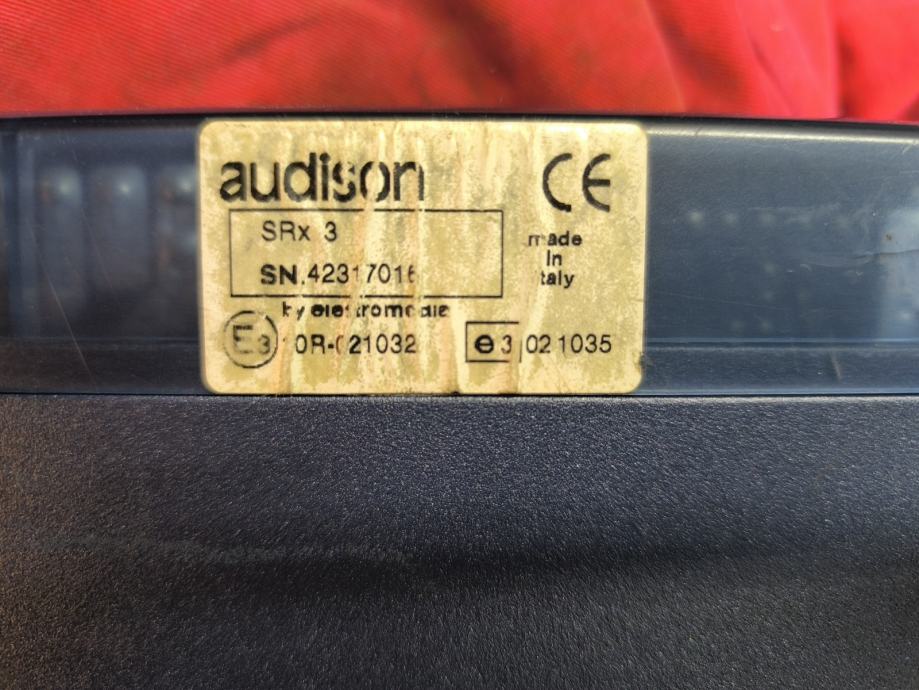 audison
CE
SRx 3
SN.42317016
made
In
Italy
by elettromedia
E3 10R-021032
e3 021035